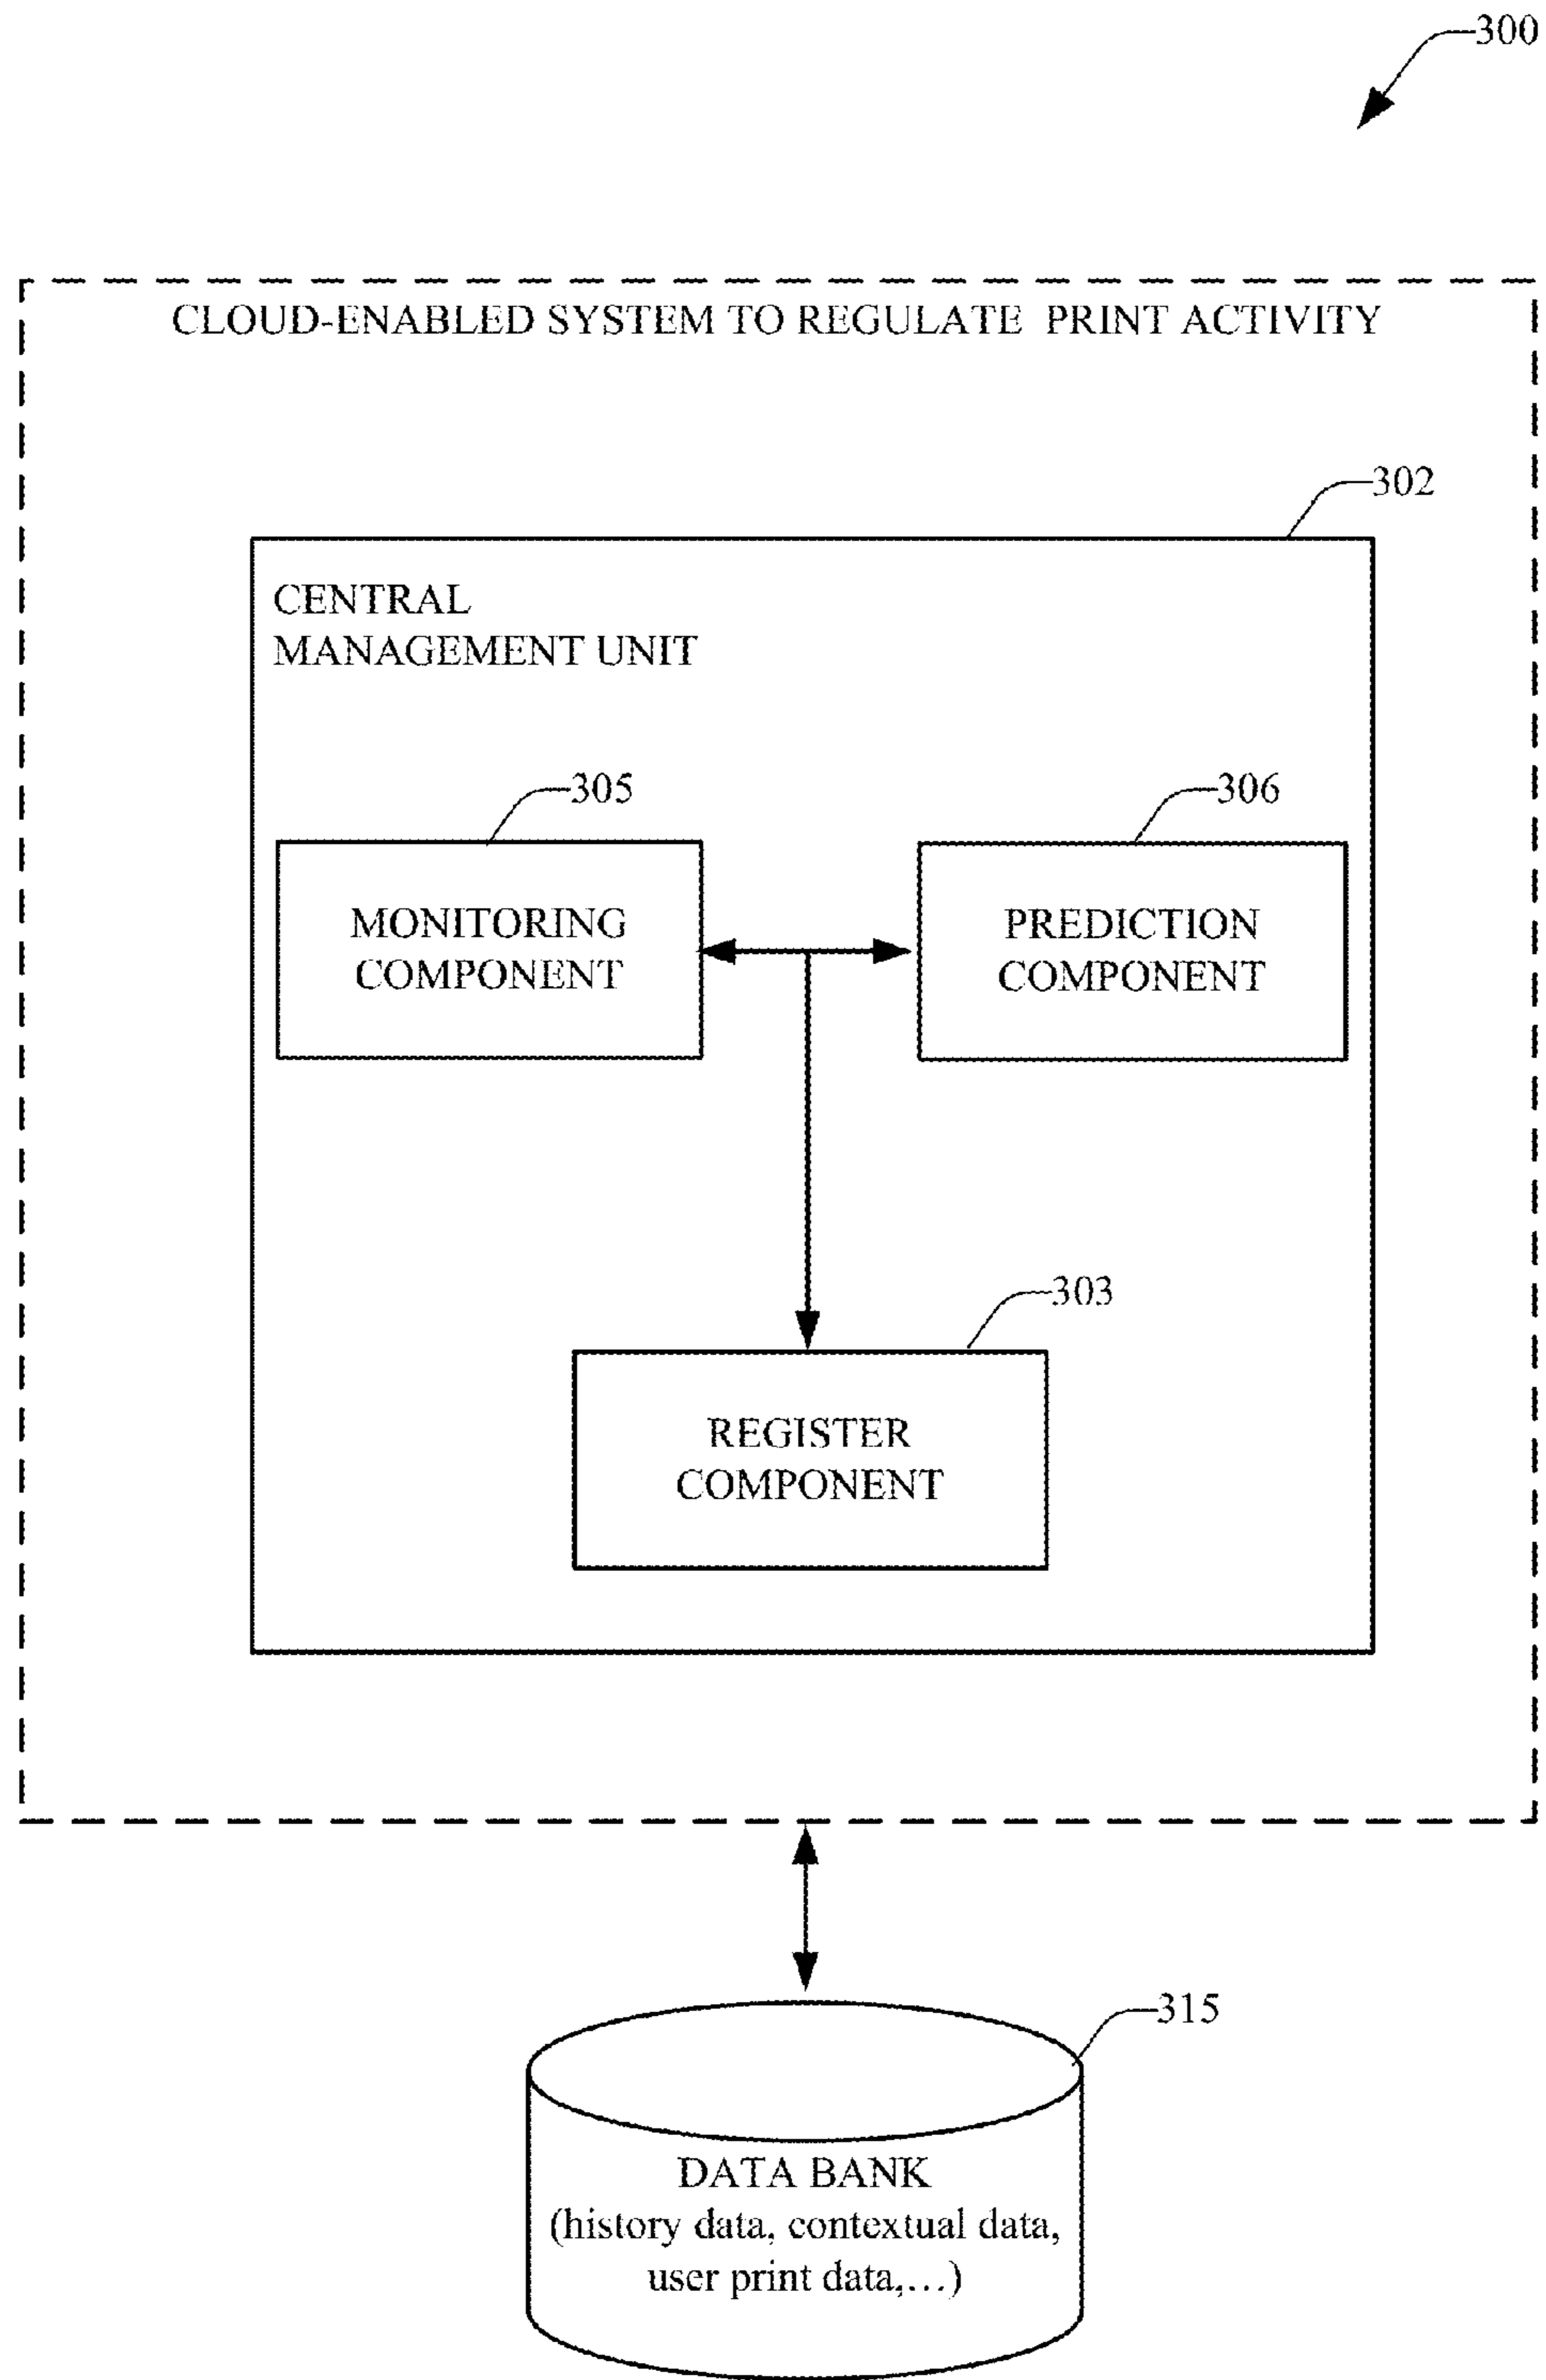 300
CLOUD-ENABLED SYSTEM TO REGULATE PRINT ACTIVITY
302
CENTRAL
MANAGEMENT UNIT
305
306
MONITORING
COMPONENT
PREDICTION
COMPONENT
303
REGISTER
COMPONENT
315
DATA BANK
(history data, contextual data,
user print data,...)